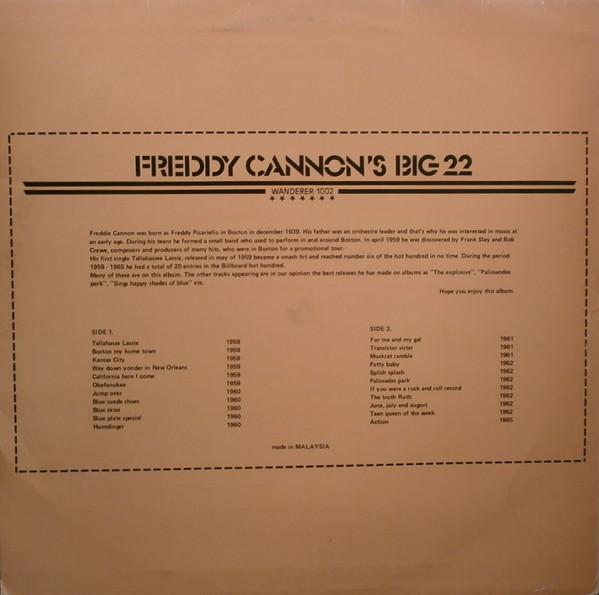 FREDDY CANNON'S BIG 22
WANDERER 1002
Freddie Cannon was born as Freddy Picariello in Boston in december 1939. His father was an orchestra leader and that's why he was interested in music at
an early age. During his teens he formed a small band who used to perform in and around Boston. In april 1959 he was discovered by Frank Slay and Bob
Crewe, composers and producers of many hits, who were in Boston for a promotional tour.
His first single Tallahassee Lassie, released in may of 1959 become a smash hit and reached number six of the hot hundred in no time. During the period
1959 - 1965 he had a total of 20 entries in the Billboard hot hundred.
Many of these are on this album. The other tracks appearing are in our opinion the best releases he has made on albums as "The explosive", "Palisandes
park", "Sings happy shades of blue" etc.
Hope you enjoy this album.
SIDE 1.
Tallahasse Lassie 1959
Boston my home town 1959
Kansas City 1959
Way down yonder in New Orleans 1959
California here I come 1959
Okefenokee 1959
Jump over 1960
Blue suede shoes 1960
Blue skies 1960
Blue plate special 1960
Humdinger 1960
SIDE 2.
For me and my gal 1961
Transistor sister 1961
Muskrat ramble 1961
Patty baby 1962
Splish splash 1962
Palisades park 1962
If you were a rock and roll record 1962
The truth Ruth 1962
June, july and august 1962
Teen queen of the week 1962
Action 1965
made in MALAYSIA